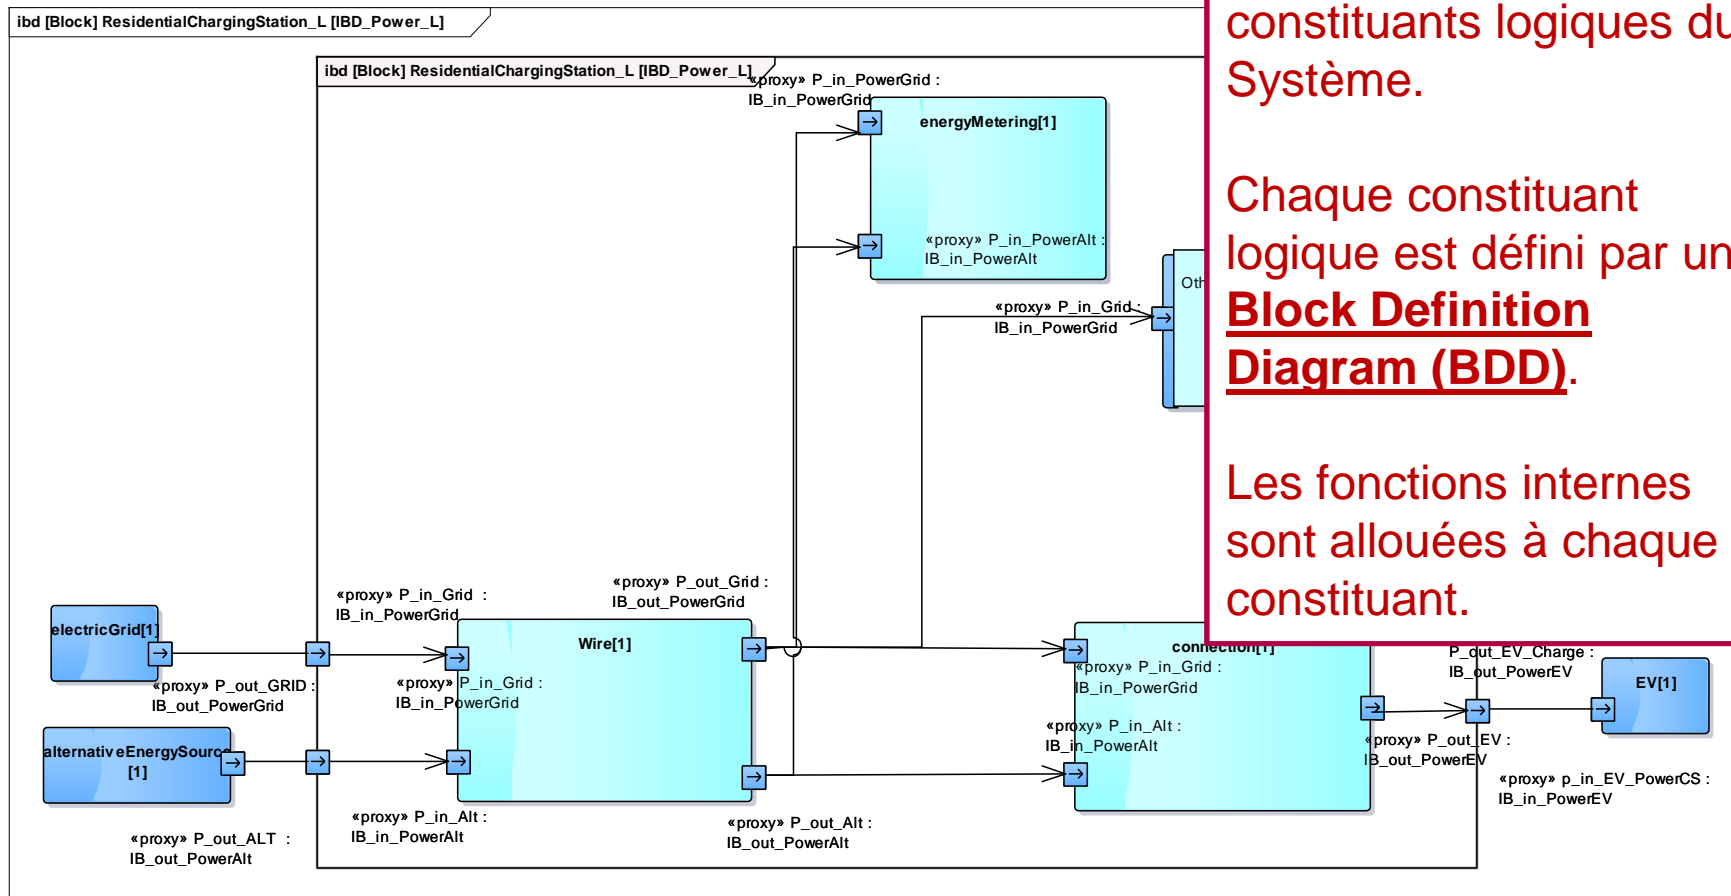 ibd [Block] ResidentialChargingStation_L [IBD_Power_L]
ibd [Block] ResidentialChargingStation_L [IBD_Power_L]
«proxy» P_in_PowerGrid :
IB_in_PowerGrid
energyMetering[1]
«proxy» P_in_PowerAlt :
IB_in_PowerAlt
«proxy» P_in_Grid :
IB_in_PowerGrid
constituants logiques du
Système.
Chaque constituant
logique est défini par un
Block Definition
Diagram (BDD).
Les fonctions internes
sont allouées à chaque
constituant.
electricGrid[1]
«proxy» P_out_GRID :
IB_out_PowerGrid
alternativeEnergySource
[1]
«proxy» P_out_ALT :
IB_out_PowerAlt
«proxy» P_in_Grid :
IB_in_PowerGrid
«proxy» P_in_Grid :
IB_in_PowerGrid
«proxy» P_in_Alt :
IB_in_PowerAlt
Wire[1]
«proxy» P_out_Grid :
IB_out_PowerGrid
«proxy» P_out_Alt :
IB_out_PowerAlt
connection[1]
«proxy» P_in_Grid :
IB_in_PowerGrid
«proxy» P_in_Alt :
IB_in_PowerAlt
«proxy» P_out_EV :
IB_out_PowerEV
P_out_EV_Charge :
IB_out_PowerEV
EV[1]
«proxy» p_in_EV_PowerCS :
IB_in_PowerEV